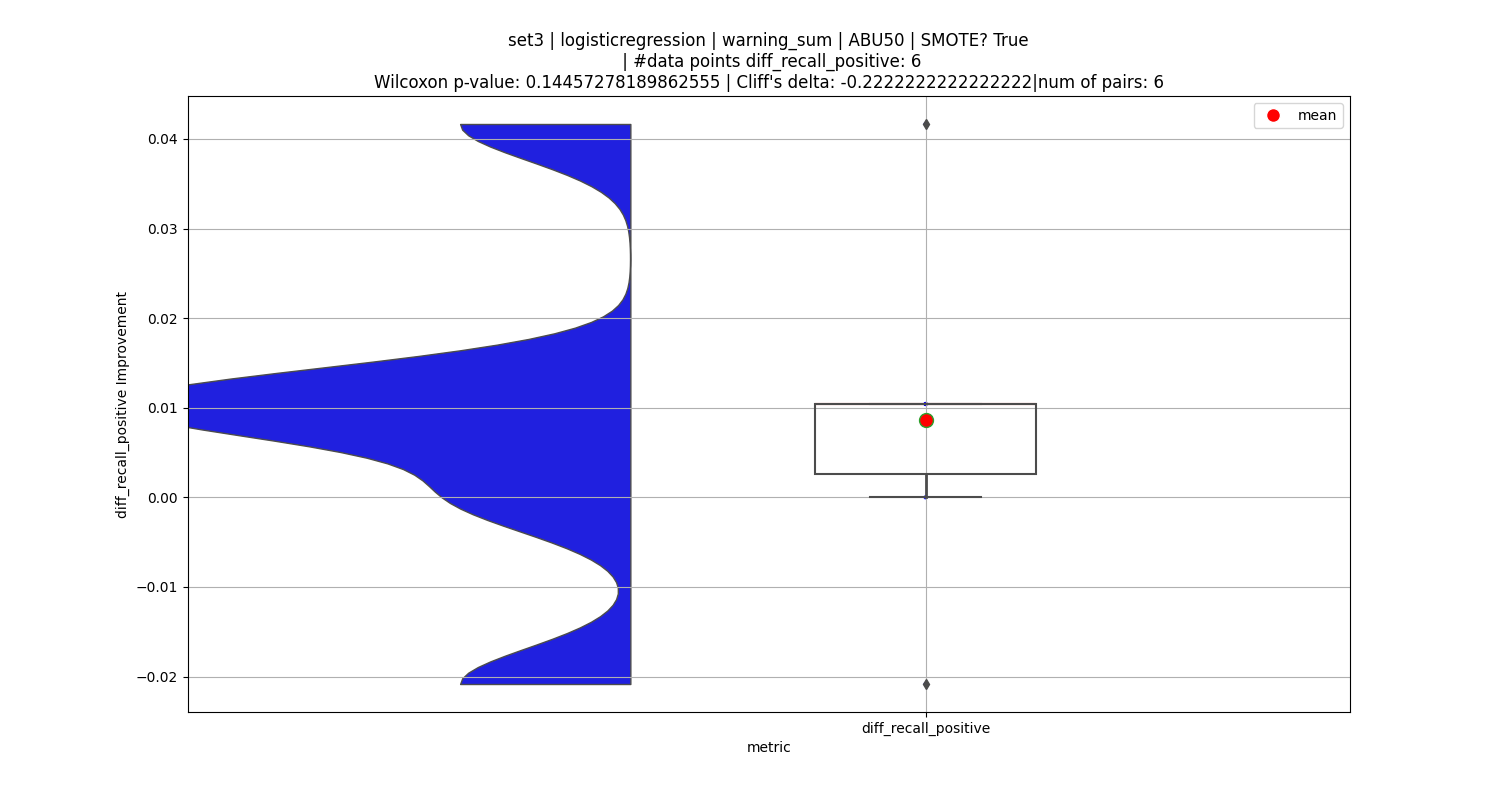 set3 | logisticregression | warning_sum | ABU50 | SMOTE? True
| #data points diff_recall_positive: 6
Wilcoxon p-value: 0.14457278189862555 | Cliff's delta: -0.2222222222222222|num of pairs: 6
mean
0.04
0.03
0.02
0.01
0.00
−0.01
−0.02
diff_recall_positive Improvement
diff_recall_positive
metric